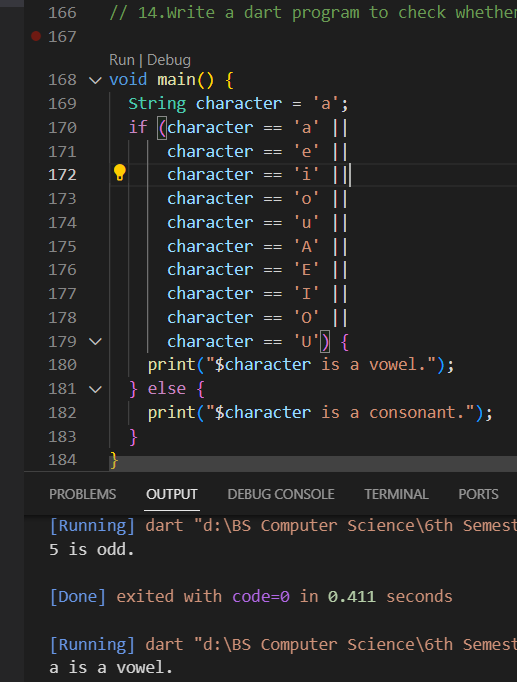 166 // 14.Write a dart program to check whether
167
Run | Debug
168 void main() {
169 String character = 'a';
170 if (character == 'a' ||
171 character == 'e' ||
172 character == 'i' ||
173 character == 'o' ||
174 character == 'u' ||
175 character == 'A' ||
176 character == 'E' ||
177 character == 'I' ||
178 character == 'O' ||
179 character == 'U') {
180 print("$character is a vowel.");
181 } else {
182 print("$character is a consonant.");
183 }
184 }
PROBLEMS OUTPUT DEBUG CONSOLE TERMINAL PORTS
[Running] dart "d:\BS Computer Science\6th Semest
5 is odd.
[Done] exited with code=0 in 0.411 seconds
[Running] dart "d:\BS Computer Science\6th Semest
a is a vowel.